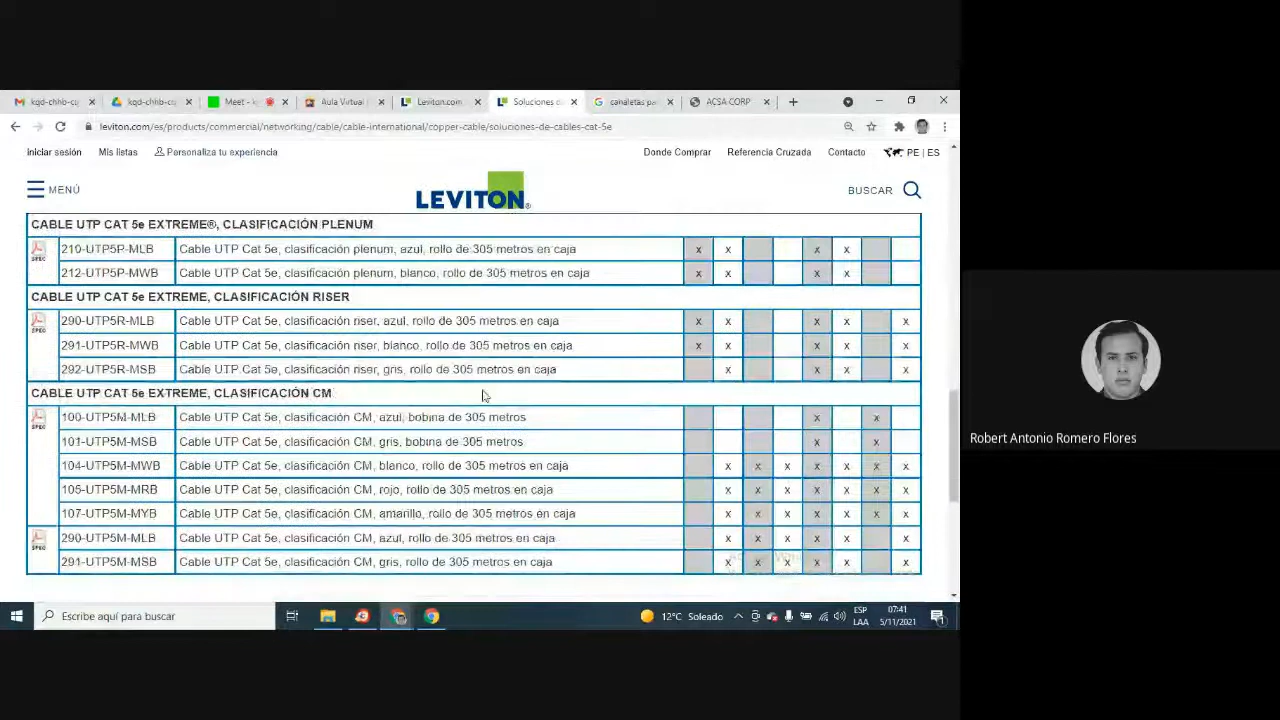 kqd-chhb-cu
kqd-chhb-cu
Meet - k
Aula Virtual
Leviton.com
Soluciones d
canaletas pa
ACSA CORP
leviton.com/es/products/commercial/networking/cable/cable-international/copper-cable/soluciones-de-cables-cat-5e
Iniciar sesión Mis listas Personaliza tu experiencia Donde Comprar Referencia Cruzada Contacto PE | ES
MENÚ LEVITON® BUSCAR
CABLE UTP CAT 5e EXTREME®, CLASIFICACIÓN PLENUM
SPEC 210-UTP5P-MLB Cable UTP Cat 5e, clasificación plenum, azul, rollo de 305 metros en caja x x x x
212-UTP5P-MWB Cable UTP Cat 5e, clasificación plenum, blanco, rollo de 305 metros en caja x x x x
CABLE UTP CAT 5e EXTREME, CLASIFICACIÓN RISER
SPEC 290-UTP5R-MLB Cable UTP Cat 5e, clasificación riser, azul, rollo de 305 metros en caja x x x x x
291-UTP5R-MWB Cable UTP Cat 5e, clasificación riser, blanco, rollo de 305 metros en caja x x x x x
292-UTP5R-MSB Cable UTP Cat 5e, clasificación riser, gris, rollo de 305 metros en caja x x x x
CABLE UTP CAT 5e EXTREME, CLASIFICACIÓN CM
SPEC 100-UTP5M-MLB Cable UTP Cat 5e, clasificación CM, azul, bobina de 305 metros x x
101-UTP5M-MSB Cable UTP Cat 5e, clasificación CM, gris, bobina de 305 metros x x
104-UTP5M-MWB Cable UTP Cat 5e, clasificación CM, blanco, rollo de 305 metros en caja x x x x x x x
105-UTP5M-MRB Cable UTP Cat 5e, clasificación CM, rojo, rollo de 305 metros en caja x x x x x x x
107-UTP5M-MYB Cable UTP Cat 5e, clasificación CM, amarillo, rollo de 305 metros en caja x x x x x x x
SPEC 290-UTP5M-MLB Cable UTP Cat 5e, clasificación CM, azul, rollo de 305 metros en caja x x x x x x
291-UTP5M-MSB Cable UTP Cat 5e, clasificación CM, gris, rollo de 305 metros en caja x x x x x x
Escribe aquí para buscar
12°C Soleado
ESP
LAA
07:41
5/11/2021
Robert Antonio Romero Flores